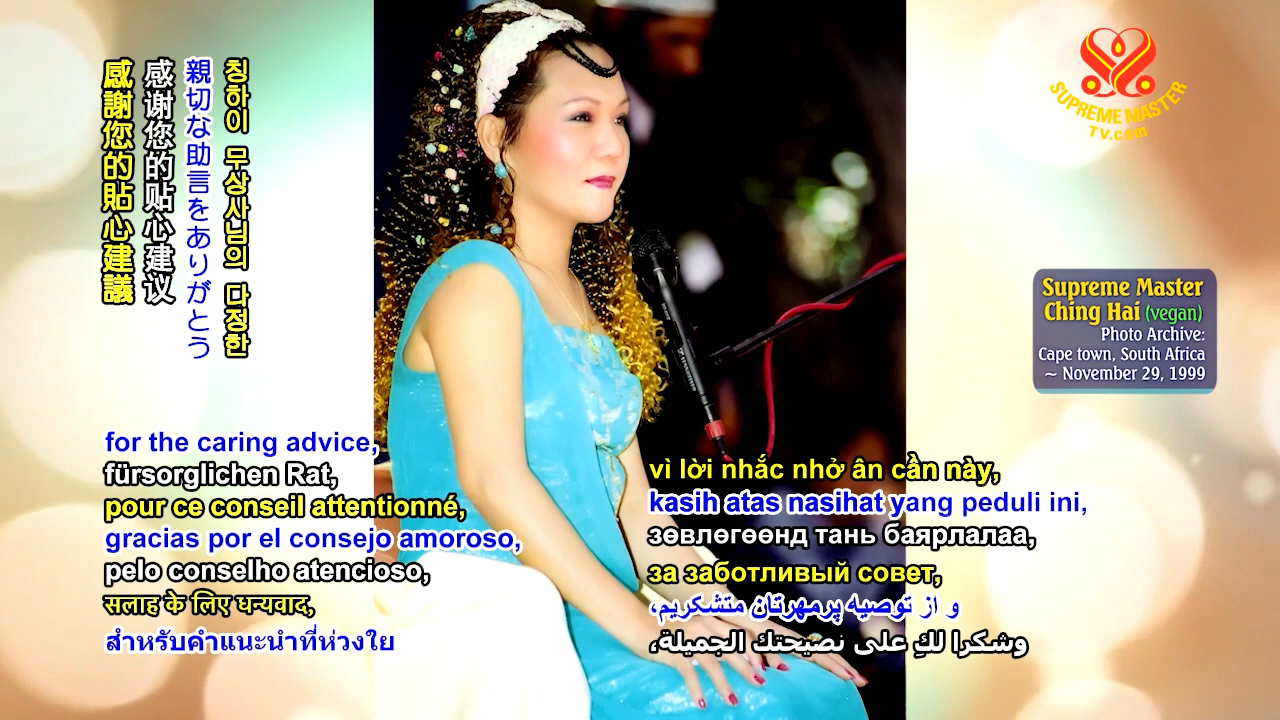 感謝您的貼心建議
感谢您的贴心建议
親切な助言をありがとう
칭하이 무상사님의 다정한
SUPREME MASTER
TV.com
Supreme Master
Ching Hai (vegan)
Photo Archive:
Cape town, South Africa
~ November 29, 1999
for the caring advice,
fürsorglichen Rat,
pour ce conseil attentionné,
gracias por el consejo amoroso,
pelo conselho atencioso,
सलाह के लिए धन्यवाद,
สำหรับคำแนะนำที่ห่วงใย
vì lời nhắc nhở ân cần này,
kasih atas nasihat yang peduli ini,
зөвлөгөөнд тань баярлалаа,
за заботливый совет,
و از توصیه پرمهرتان متشکریم،
وشكرا لكِ على نصيحتك الجميلة،